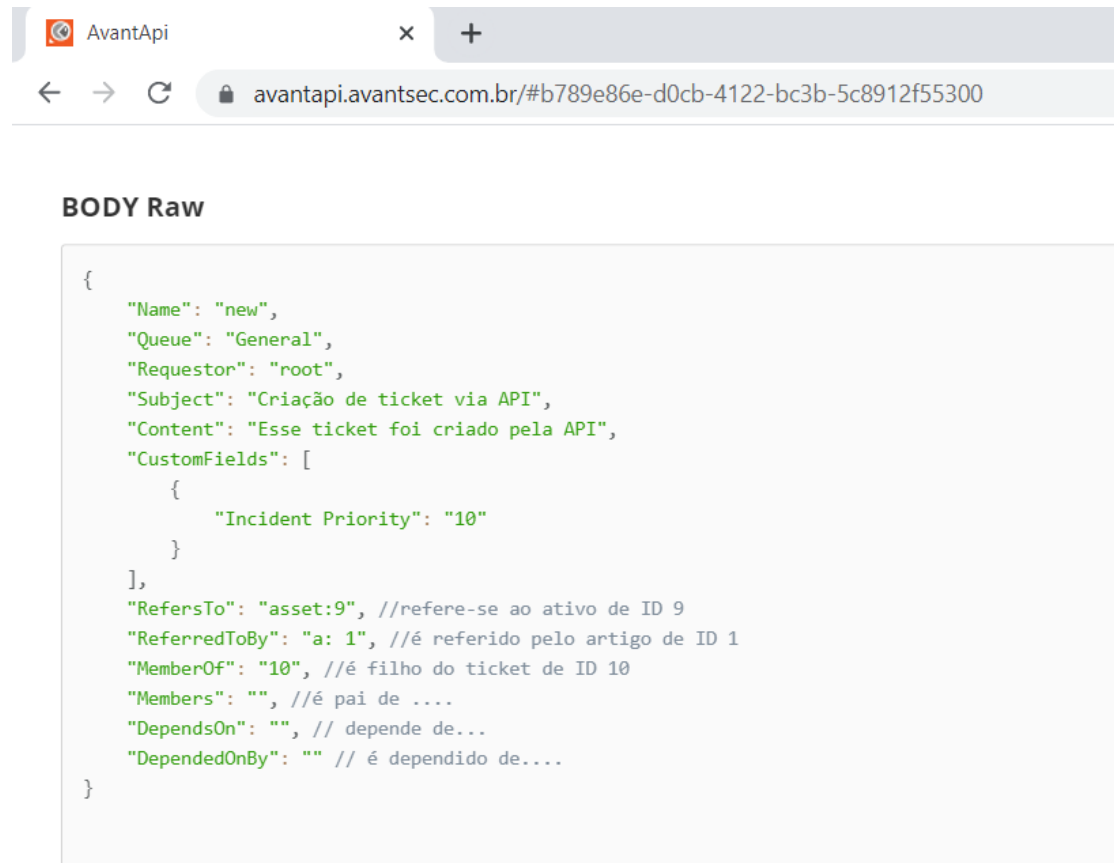 AvantApi
avantapi.avantsec.com.br/#b789e86e-d0cb-4122-bc3b-5c8912f55300
BODY Raw
{
"Name": "new",
"Queue": "General",
"Requestor": "root",
"Subject": "Criação de ticket via API",
"Content": "Esse ticket foi criado pela API",
"CustomFields": [
{
"Incident Priority": "10"
}
],
"RefersTo": "asset:9", //refere-se ao ativo de ID 9
"ReferredToBy": "a: 1", //é referido pelo artigo de ID 1
"MemberOf": "10", //é filho do ticket de ID 10
"Members": "", //é pai de ....
"DependsOn": "", // depende de...
"DependedOnBy": "" // é dependido de....
}